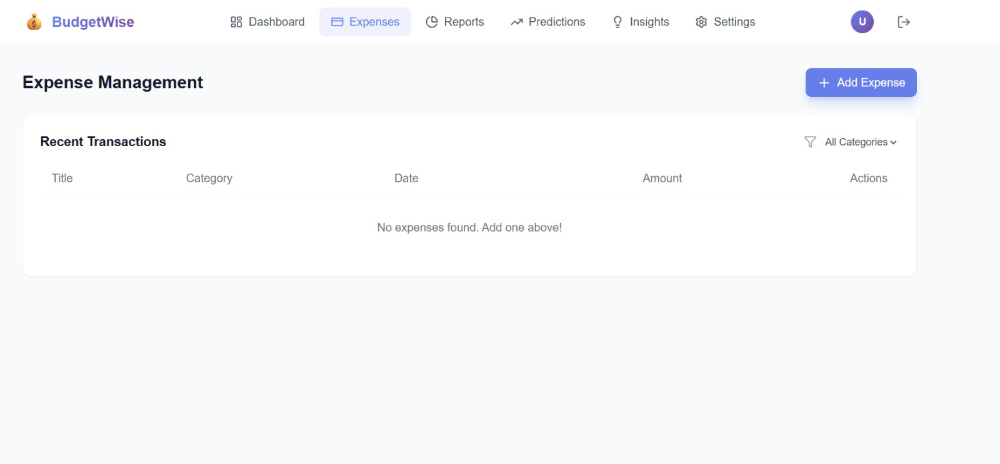 BudgetWise Dashboard Expenses Reports Predictions Insights Settings U
Expense Management
Add Expense
Recent Transactions
All Categories
Title Category Date Amount Actions
No expenses found. Add one above!